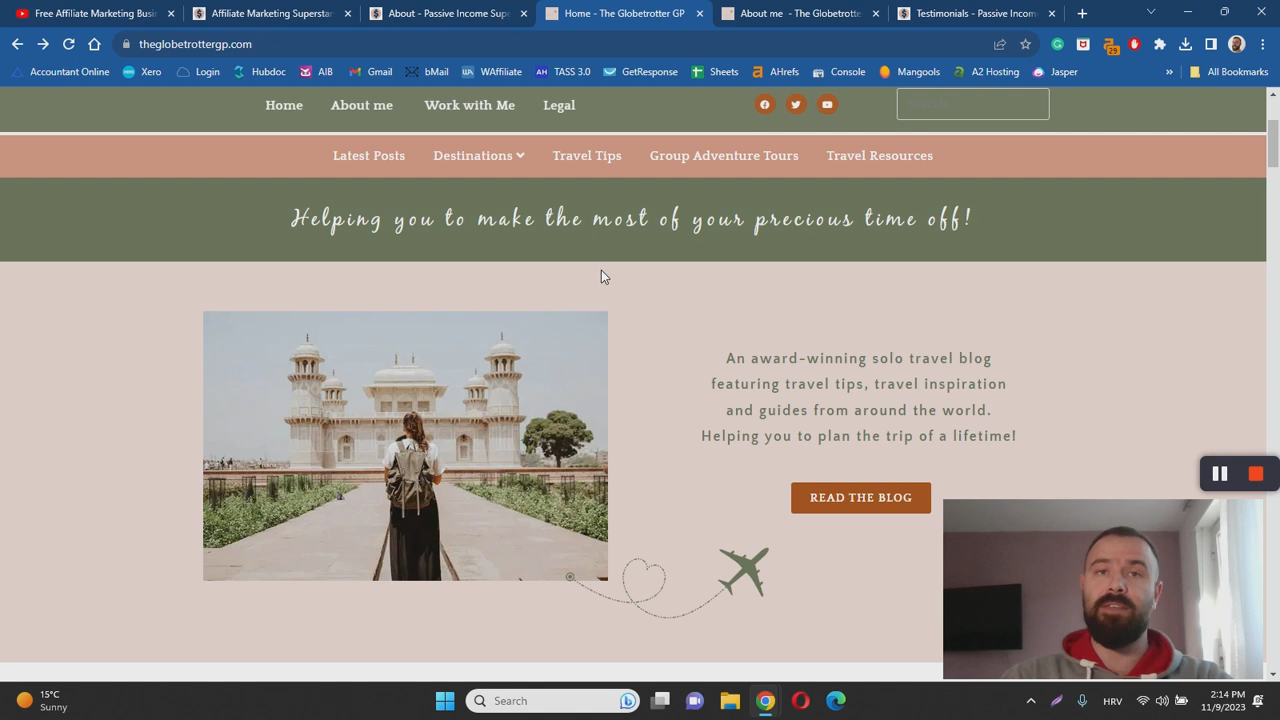 Free Affiliate Marketing Busi
Affiliate Marketing Superstar
About - Passive Income Supe
Home - The Globetrotter GP
About me - The Globetrotte
Testimonials - Passive Incom
theglobetrottergp.com
29
Accountant Online
Xero
Login
Hubdoc
AIB
Gmail
bMail
WAffiliate
TASS 3.0
GetResponse
Sheets
AHrefs
Console
Mangools
A2 Hosting
Jasper
All Bookmarks
Home
About me
Work with Me
Legal
Search
Latest Posts
Destinations
Travel Tips
Group Adventure Tours
Travel Resources
Helping you to make the most of your precious time off!
An award-winning solo travel blog
featuring travel tips, travel inspiration
and guides from around the world.
Helping you to plan the trip of a lifetime!
READ THE BLOG
15°C
Sunny
Search
HRV
2:14 PM
11/9/2023